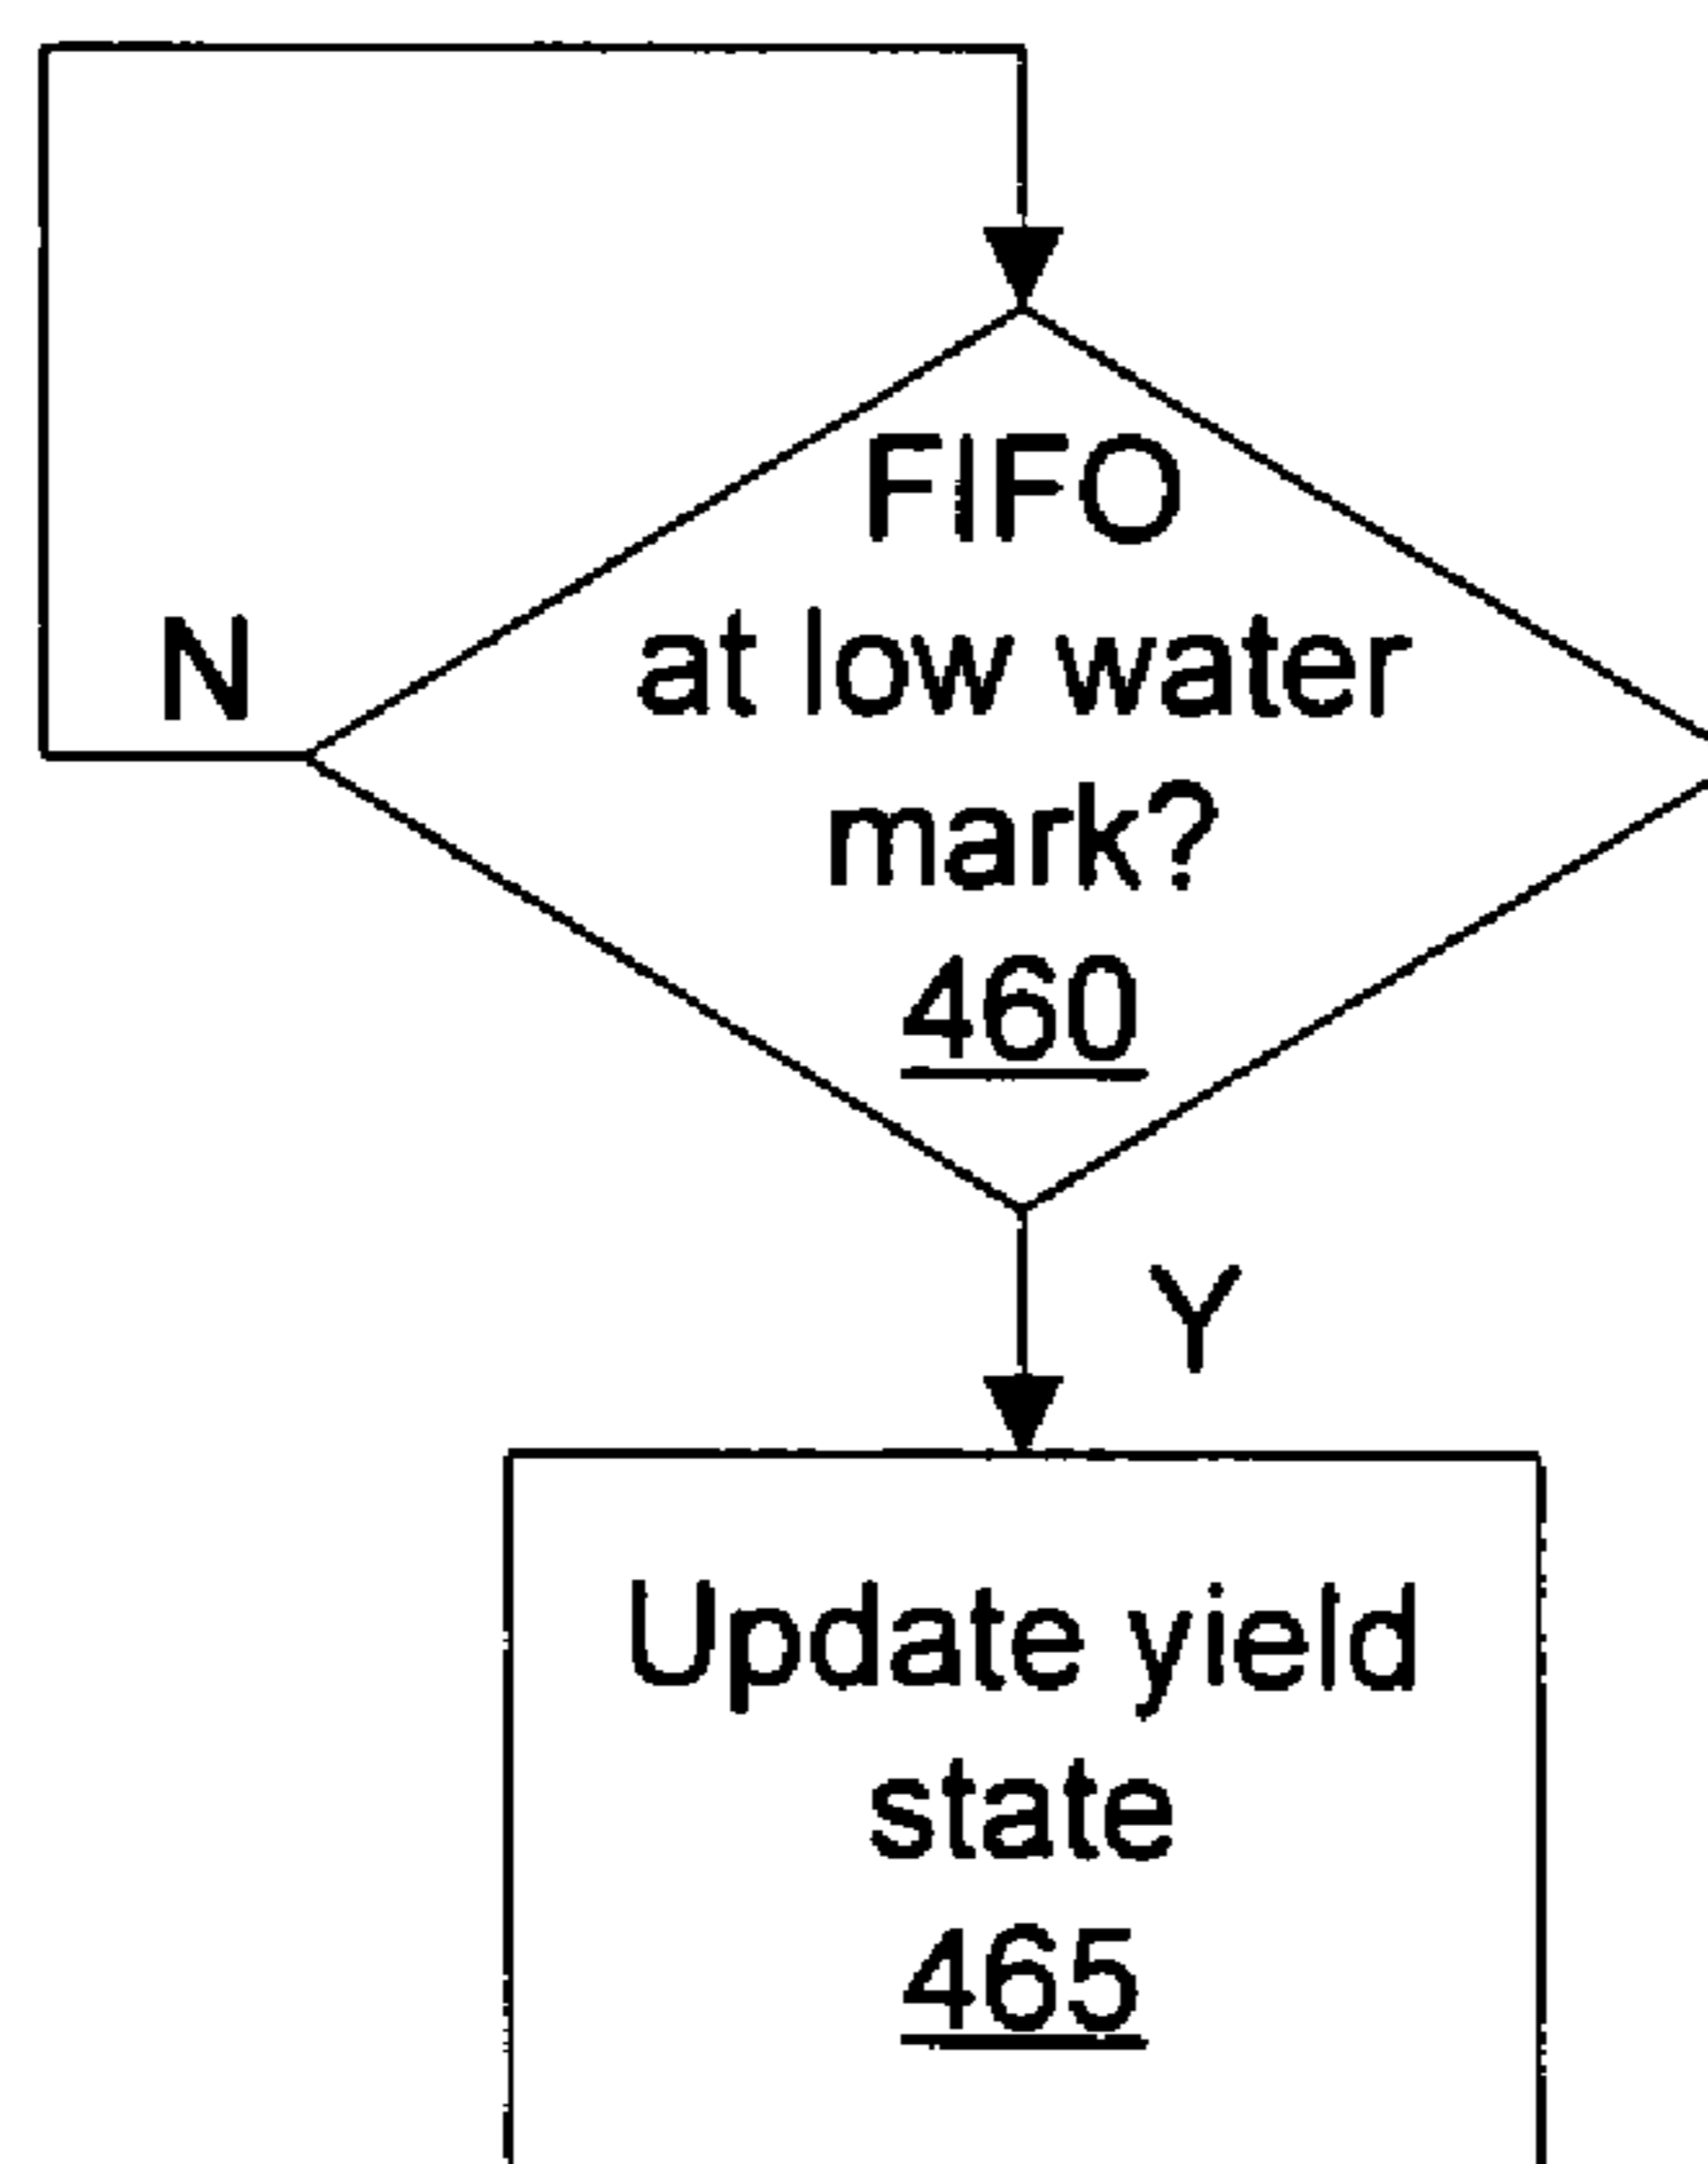 FIFO
at low water
mark?
460
N
Y
Update yield
state
465